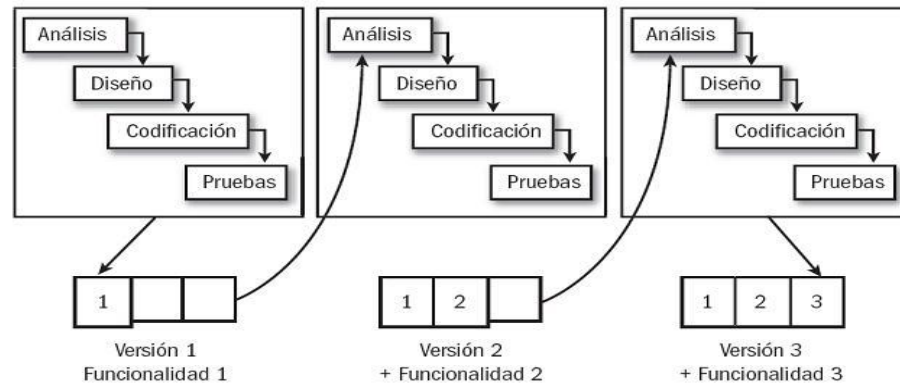 Análisis
Diseño
Codificación
Pruebas
Análisis
Diseño
Codificación
Pruebas
Análisis
Diseño
Codificación
Pruebas
1
1 2
1 2 3
Versión 1
Funcionalidad 1
Versión 2
+ Funcionalidad 2
Versión 3
+ Funcionalidad 3